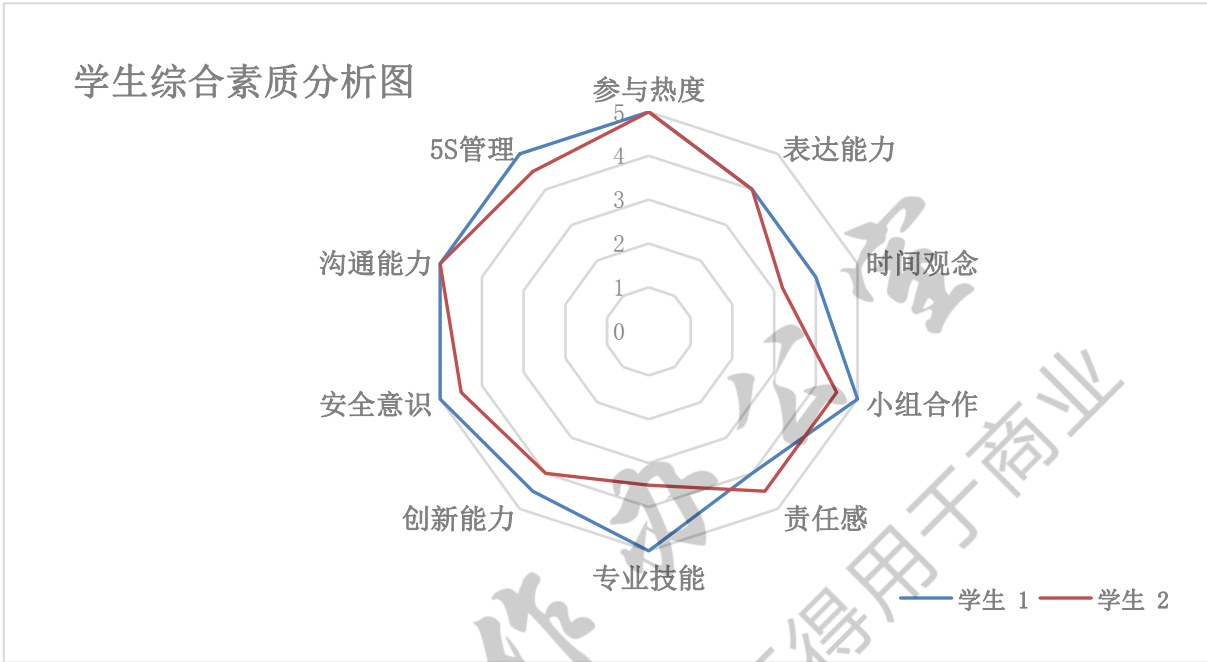 学生综合素质分析图
参与热度
5S管理
表达能力
沟通能力
时间观念
安全意识
小组合作
创新能力
责任感
专业技能
5
4
3
2
1
0
学生 1
学生 2
作 公室
得用于商业